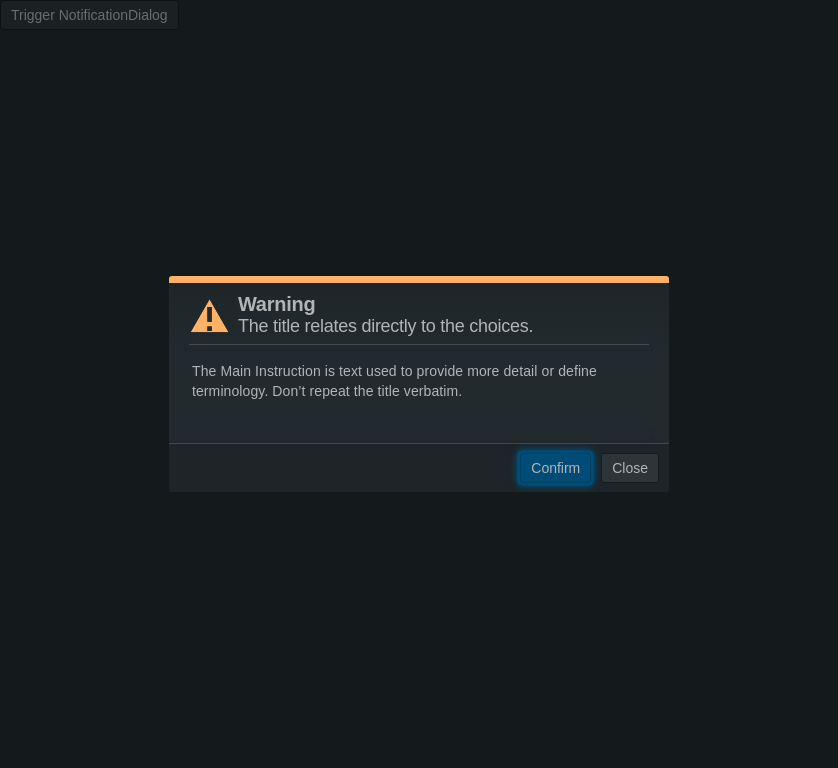 Trigger NotificationDialog
Warning
The title relates directly to the choices.
The Main Instruction is text used to provide more detail or define
terminology. Don’t repeat the title verbatim.
Confirm Close